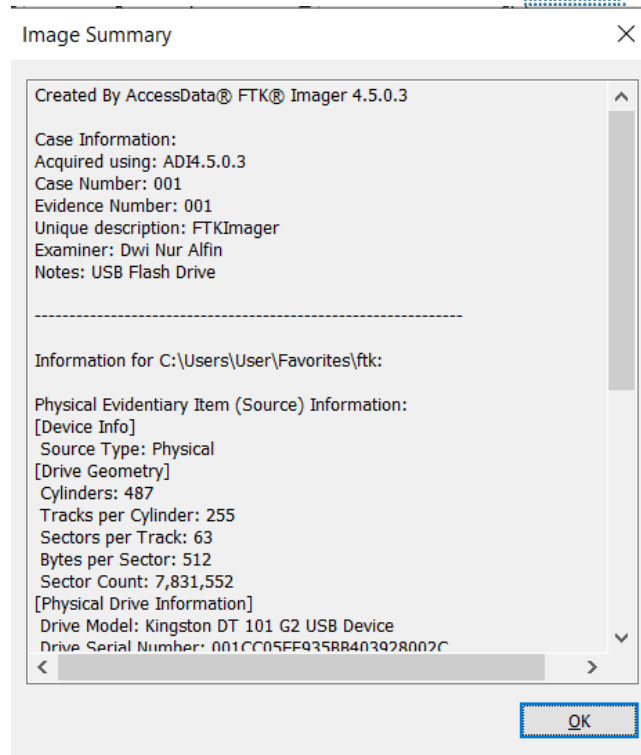 Image Summary
Created By AccessData® FTK® Imager 4.5.0.3
Case Information:
Acquired using: ADI4.5.0.3
Case Number: 001
Evidence Number: 001
Unique description: FTKImager
Examiner: Dwi Nur Alfin
Notes: USB Flash Drive
--------------------------------------------------------------
Information for C:\Users\User\Favorites\ftk:
Physical Evidentiary Item (Source) Information:
[Device Info]
Source Type: Physical
[Drive Geometry]
Cylinders: 487
Tracks per Cylinder: 255
Sectors per Track: 63
Bytes per Sector: 512
Sector Count: 7,831,552
[Physical Drive Information]
Drive Model: Kingston DT 101 G2 USB Device
Drive Serial Number: 001CC05FE935BB403928002C
OK